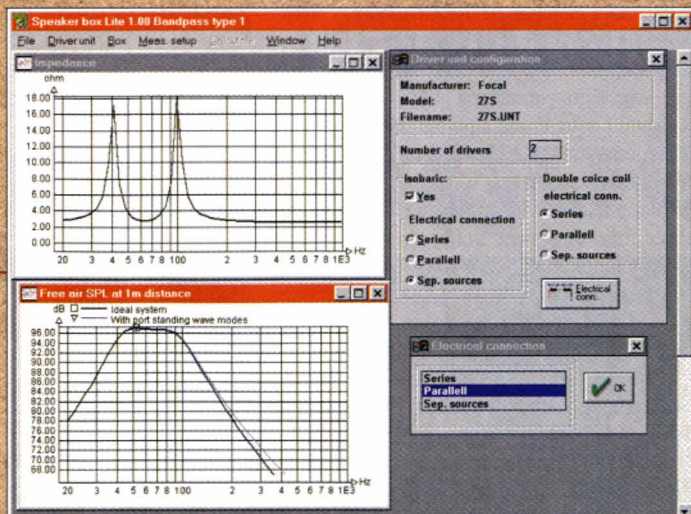 Speaker box Lite 1.00 Bandpass type 1
File Driver unit Box Meas. setup Calculate Window Help
Impedance
ohm
18.00
16.00
14.00
12.00
10.00
8.00
6.00
4.00
2.00
0.00
20 3 4 5 6 7 8 100 2 3 4 5 6 7 8 1E3 Hz
Free air SPL at 1m distance
dB Ideal system
With port standing wave modes
96.00
94.00
92.00
90.00
88.00
86.00
84.00
82.00
80.00
78.00
76.00
74.00
72.00
70.00
68.00
20 3 4 5 6 7 8 100 2 3 4 5 6 7 8 1E3 Hz
Driver unit configuration
Manufacturer: Focal
Model: 27S
Filename: 27S.UNT
Number of drivers 2
Isobaric:
Yes
Electrical connection
Series
Parallell
Sep. sources
Double coice coil
electrical conn.
Series
Parallell
Sep. sources
Electrical
conn.
Electrical connection
Series
Parallell
Sep. sources
OK